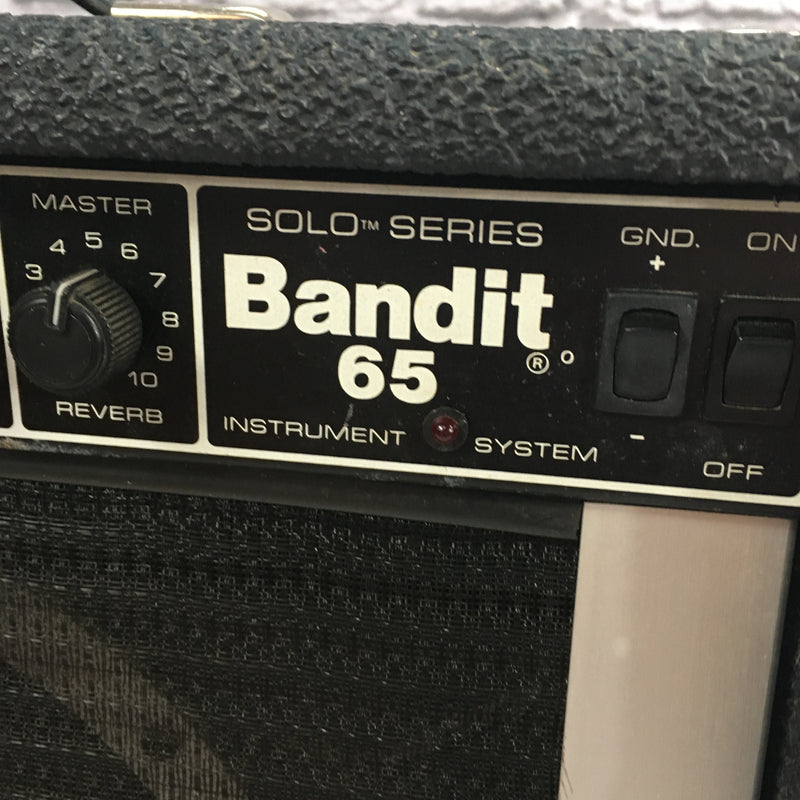 MASTER
3 4 5 6 7 8 9 10
REVERB
SOLO™ SERIES
Bandit®
65
INSTRUMENT SYSTEM
GND.
+
-
ON
OFF